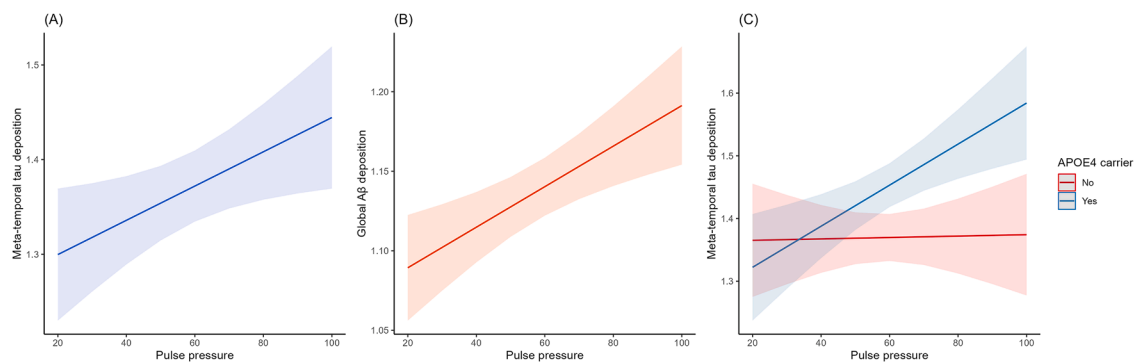 (A)
Meta-temporal tau deposition
1.5
1.4
1.3
20 40 60 80 100
Pulse pressure
(B)
Global Aβ deposition
1.20
1.15
1.10
1.05
20 40 60 80 100
Pulse pressure
(C)
Meta-temporal tau deposition
1.6
1.5
1.4
1.3
20 40 60 80 100
Pulse pressure
APOE4 carrier
No
Yes